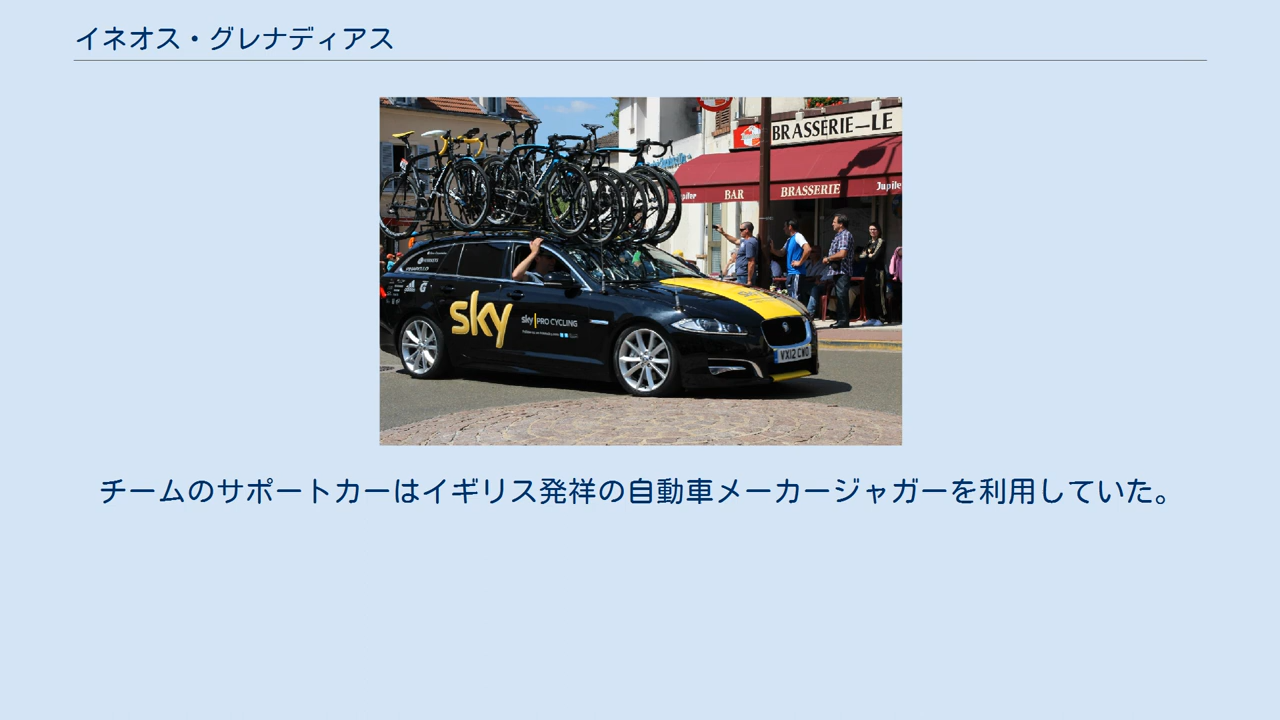 イネオス・グレナディアス
BRASSERIE—LE
BAR
BRASSERIE
Jupiler
sky
sky PRO CYCLING
PINARELLO
VX12 CWO
チームのサポートカーはイギリス発祥の自動車メーカージャガーを利用していた。